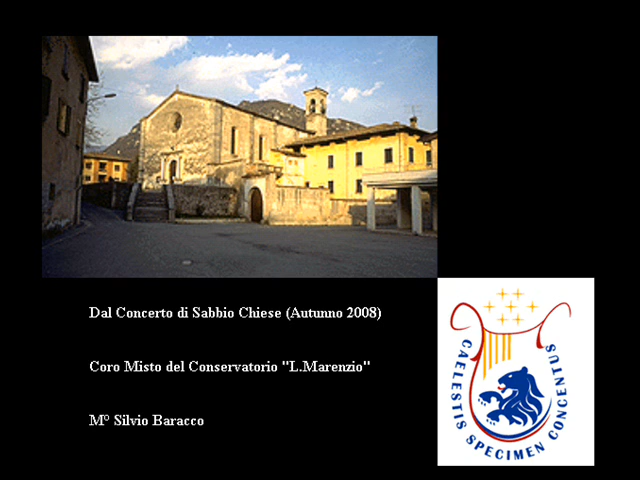 Dal Concerto di Sabbio Chiese (Autunno 2008)
Coro Misto del Conservatorio "L.Marenzio"
M° Silvio Baracco
CAELESTIS SPECIMEN CONCENTUS